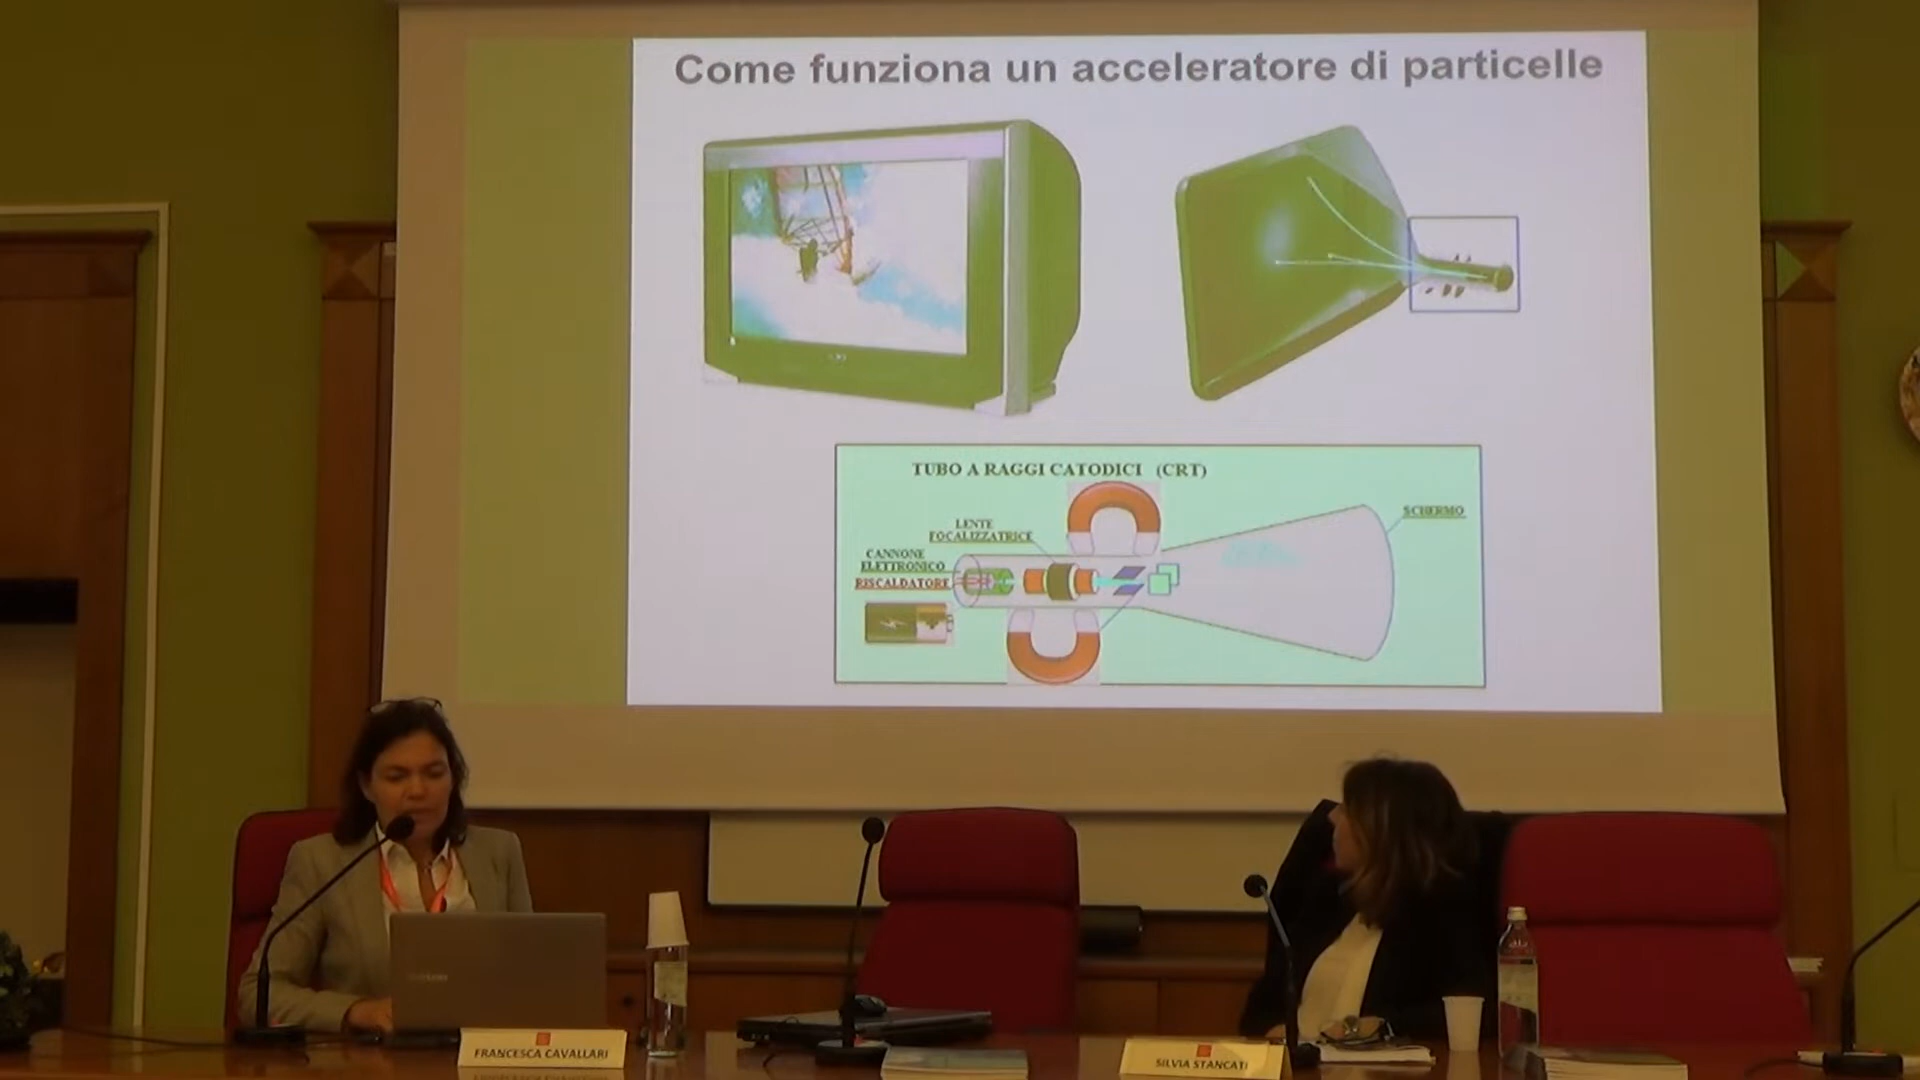 Come funziona un acceleratore di particelle
TUBO A RAGGI CATODICI (CRT)
LENTE
FOCALIZZATRICE
SCHERMO
CANNONE
ELETTRONICO
RISCALDATORE
FRANCESCA CAVALLARI
SILVIA STANCATI